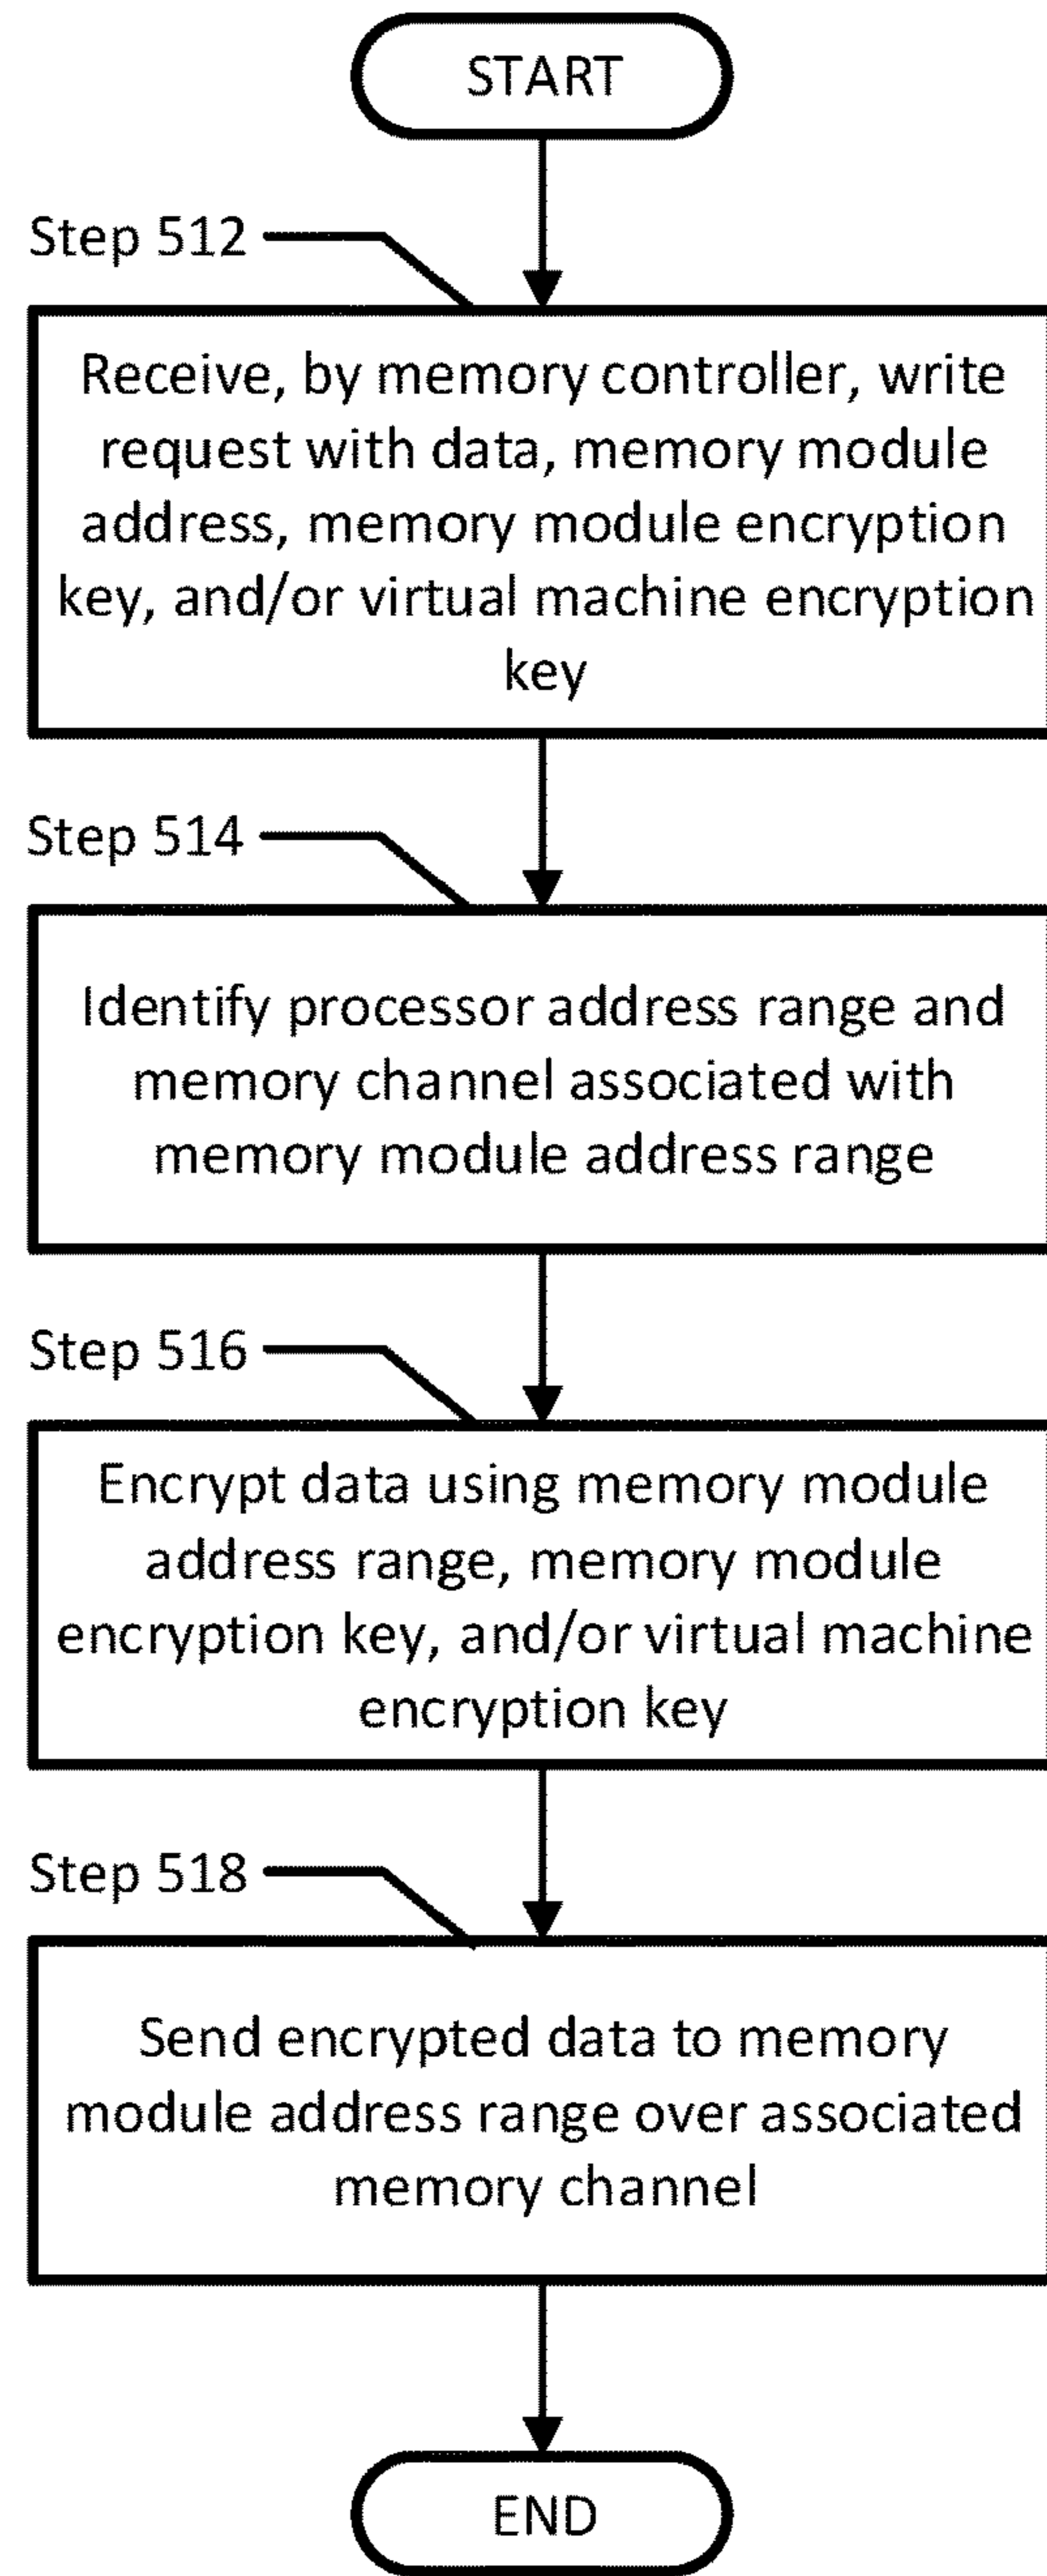 START
Step 512
Receive, by memory controller, write
request with data, memory module
address, memory module encryption
key, and/or virtual machine encryption
key
Step 514
Identify processor address range and
memory channel associated with
memory module address range
Step 516
Encrypt data using memory module
address range, memory module
encryption key, and/or virtual machine
encryption key
Step 518
Send encrypted data to memory
module address range over associated
memory channel
END